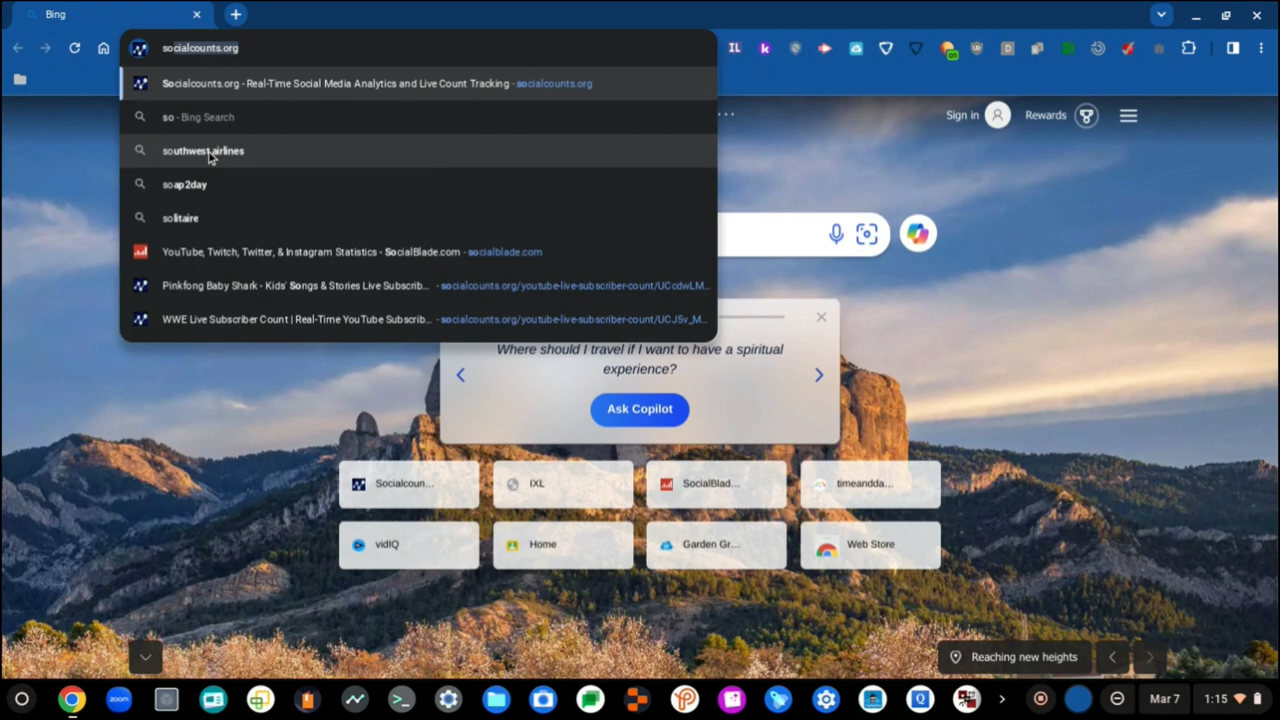 Bing
socialcounts.org
IL
k
on
UD
D
Socialcounts.org - Real-Time Social Media Analytics and Live Count Tracking - socialcounts.org
so - Bing Search
southwest airlines
soap2day
solitaire
YouTube, Twitch, Twitter, & Instagram Statistics - SocialBlade.com - socialblade.com
Pinkfong Baby Shark - Kids' Songs & Stories Live Subscrib... - socialcounts.org/youtube-live-subscriber-count/UCcdwLM...
WWE Live Subscriber Count | Real-Time YouTube Subscrib... - socialcounts.org/youtube-live-subscriber-count/UCJ5v_M...
Sign in
Rewards
Where should I travel if I want to have a spiritual
experience?
Ask Copilot
Socialcoun...
IXL
SocialBlad...
timeandda...
vidIQ
Home
Garden Gr...
Web Store
Reaching new heights
zoom
Q
Mar 7
1:15